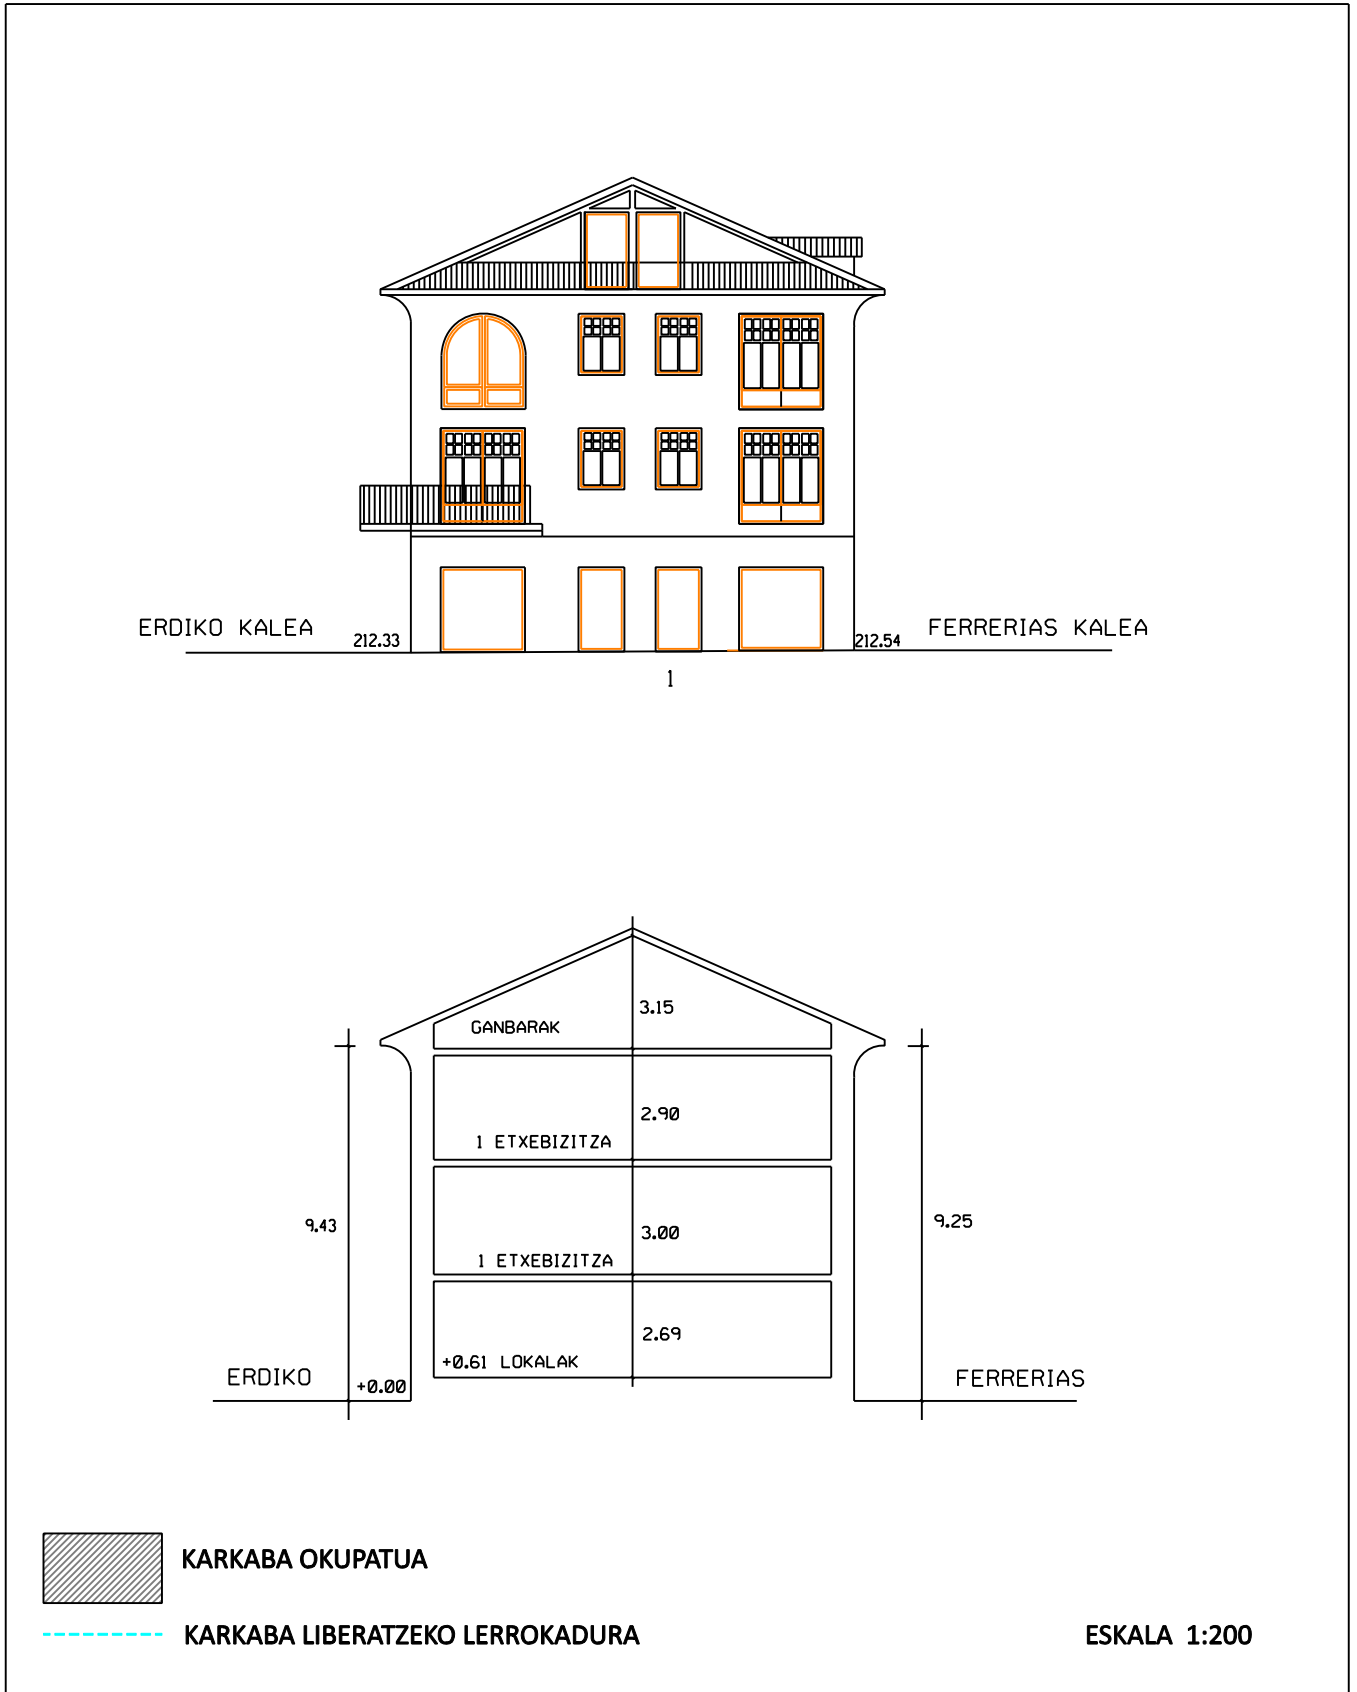 ERDIKO KALEA
212.33
212.54
FERRERIAS KALEA
1
3.15
GANBARAK
2.90
1 ETXEBIZITZA
9.43
3.00
9.25
1 ETXEBIZITZA
2.69
+0.61 LOKALAK
ERDIKO
+0.00
FERRERIAS
KARKABA OKUPATUA
KARKABA LIBERATZEKO LERROKADURA
ESKALA 1:200